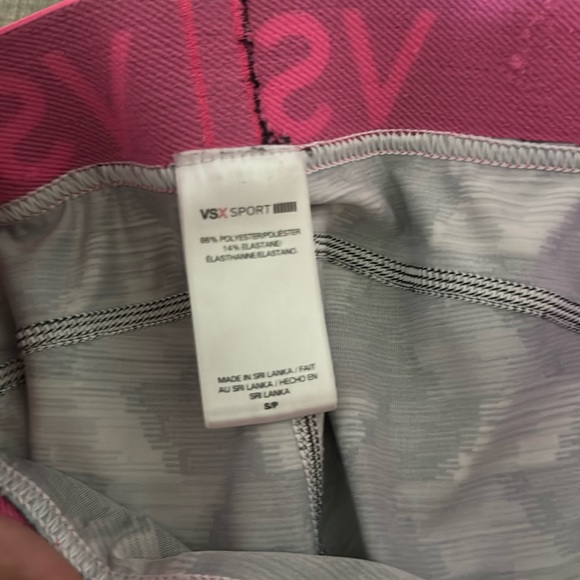 VSX SPORT
86% POLYESTER/POLIÉSTER
14% ELASTANE/
ÉLASTHANNE/ELASTANO.
MADE IN SRI LANKA / FAIT
AU SRI LANKA / HECHO EN
SRI LANKA
S/P